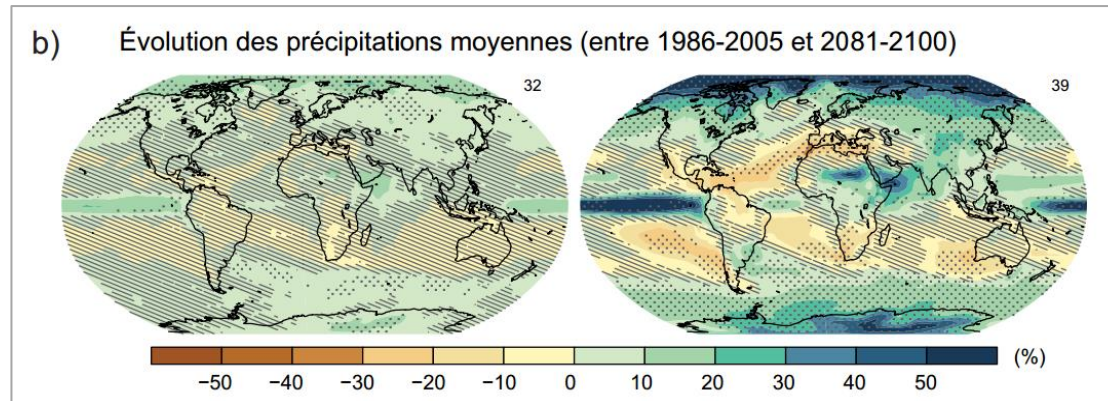 b) Évolution des précipitations moyennes (entre 1986-2005 et 2081-2100)
32 39
(%)
−50 −40 −30 −20 −10 0 10 20 30 40 50